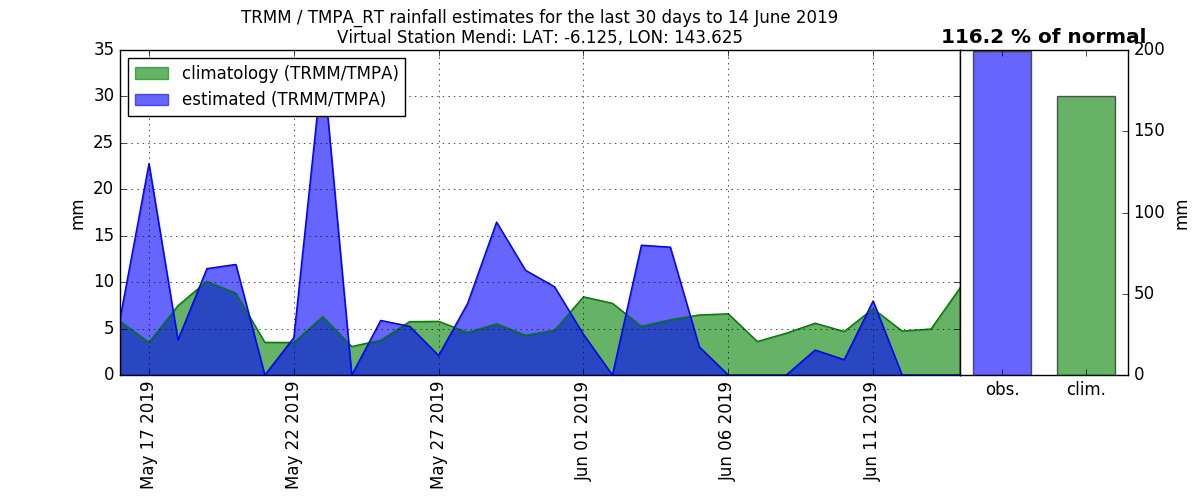 TRMM / TMPA_RT rainfall estimates for the last 30 days to 14 June 2019
Virtual Station Mendi: LAT: -6.125, LON: 143.625
116.2 % of normal
climatology (TRMM/TMPA)
estimated (TRMM/TMPA)
35
30
25
20
15
10
5
0
mm
May 17 2019
May 22 2019
May 27 2019
Jun 01 2019
Jun 06 2019
Jun 11 2019
obs.
clim.
200
150
100
50
0
mm